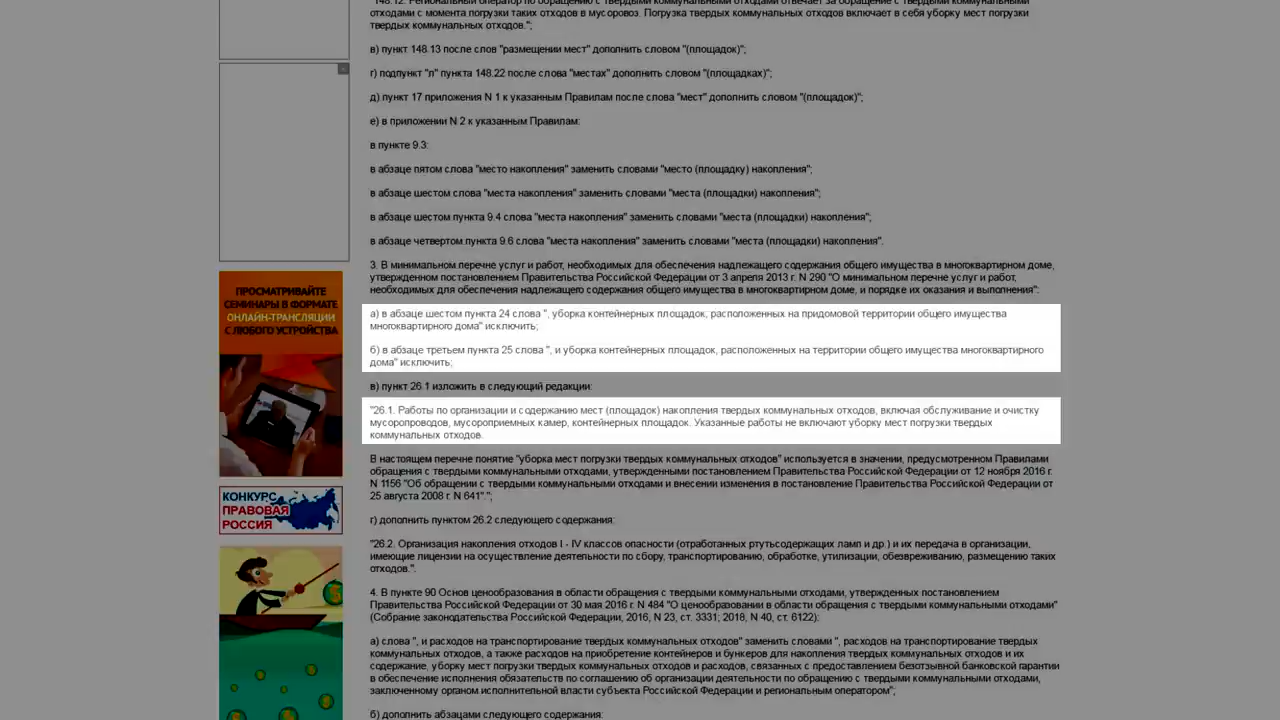 "148.12. Региональный оператор по обращению с твердыми коммунальными отходами отвечает за обращение с твердыми коммунальными
отходами с момента погрузки таких отходов в мусоровоз. Погрузка твердых коммунальных отходов включает в себя уборку мест погрузки
твердых коммунальных отходов.";
в) пункт 148.13 после слов "размещении мест" дополнить словом "(площадок)";
г) подпункт "л" пункта 148.22 после слова "местах" дополнить словом "(площадках)";
д) пункт 17 приложения N 1 к указанным Правилам после слова "мест" дополнить словом "(площадок)";
е) в приложении N 2 к указанным Правилам:
в пункте 9.3:
в абзаце пятом слова "место накопления" заменить словами "место (площадку) накопления";
в абзаце шестом слова "места накопления" заменить словами "места (площадки) накопления";
в абзаце шестом пункта 9.4 слова "места накопления" заменить словами "места (площадки) накопления";
в абзаце четвертом пункта 9.6 слова "места накопления" заменить словами "места (площадки) накопления".
3. В минимальном перечне услуг и работ, необходимых для обеспечения надлежащего содержания общего имущества в многоквартирном доме,
утвержденном постановлением Правительства Российской Федерации от 3 апреля 2013 г. N 290 "О минимальном перечне услуг и работ,
необходимых для обеспечения надлежащего содержания общего имущества в многоквартирном доме, и порядке их оказания и выполнения":
а) в абзаце шестом пункта 24 слова ", уборка контейнерных площадок, расположенных на придомовой территории общего имущества
многоквартирного дома" исключить;
б) в абзаце третьем пункта 25 слова ", и уборка контейнерных площадок, расположенных на территории общего имущества многоквартирного
дома" исключить;
в) пункт 26.1 изложить в следующий редакции:
"26.1. Работы по организации и содержанию мест (площадок) накопления твердых коммунальных отходов, включая обслуживание и очистку
мусоропроводов, мусороприемных камер, контейнерных площадок. Указанные работы не включают уборку мест погрузки твердых
коммунальных отходов.
В настоящем перечне понятие "уборка мест погрузки твердых коммунальных отходов" используется в значении, предусмотренном Правилами
обращения с твердыми коммунальными отходами, утвержденными постановлением Правительства Российской Федерации от 12 ноября 2016 г.
N 1156 "Об обращении с твердыми коммунальными отходами и внесении изменения в постановление Правительства Российской Федерации от
25 августа 2008 г. N 641".";
г) дополнить пунктом 26.2 следующего содержания:
"26.2. Организация накопления отходов I - IV классов опасности (отработанных ртутьсодержащих ламп и др.) и их передача в организации,
имеющие лицензии на осуществление деятельности по сбору, транспортированию, обработке, утилизации, обезвреживанию, размещению таких
отходов.".
4. В пункте 90 Основ ценообразования в области обращения с твердыми коммунальными отходами, утвержденных постановлением
Правительства Российской Федерации от 30 мая 2016 г. N 484 "О ценообразовании в области обращения с твердыми коммунальными отходами"
(Собрание законодательства Российской Федерации, 2016, N 23, ст. 3331; 2018, N 40, ст. 6122):
а) слова ", и расходов на транспортирование твердых коммунальных отходов" заменить словами ", расходов на транспортирование твердых
коммунальных отходов, а также расходов на приобретение контейнеров и бункеров для накопления твердых коммунальных отходов и их
содержание, уборку мест погрузки твердых коммунальных отходов и расходов, связанных с предоставлением безотзывной банковской гарантии
в обеспечение исполнения обязательств по соглашению об организации деятельности по обращению с твердыми коммунальными отходами,
заключенному органом исполнительной власти субъекта Российской Федерации и региональным оператором";
б) дополнить абзацами следующего содержания:
ПРОСМАТРИВАЙТЕ
СЕМИНАРЫ В ФОРМАТЕ
ОНЛАЙН-ТРАНСЛЯЦИИ
С ЛЮБОГО УСТРОЙСТВА
КОНКУРС
ПРАВОВАЯ
РОССИЯ